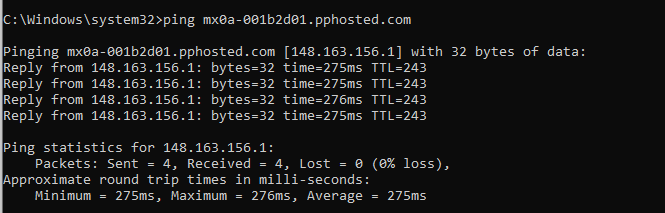 C:\Windows\system32>ping mx0a-001b2d01.pphosted.com
Pinging mx0a-001b2d01.pphosted.com [148.163.156.1] with 32 bytes of data:
Reply from 148.163.156.1: bytes=32 time=275ms TTL=243
Reply from 148.163.156.1: bytes=32 time=275ms TTL=243
Reply from 148.163.156.1: bytes=32 time=276ms TTL=243
Reply from 148.163.156.1: bytes=32 time=275ms TTL=243
Ping statistics for 148.163.156.1:
    Packets: Sent = 4, Received = 4, Lost = 0 (0% loss),
Approximate round trip times in milli-seconds:
    Minimum = 275ms, Maximum = 276ms, Average = 275ms